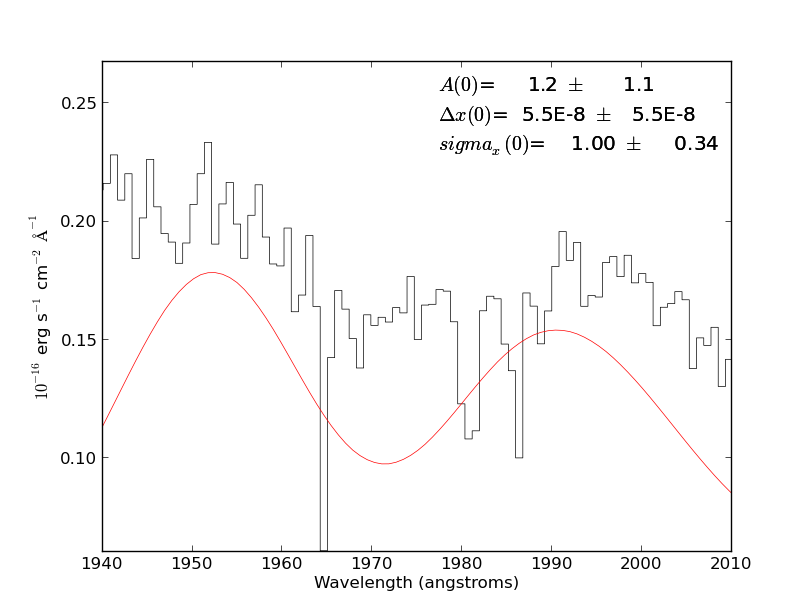 A(0)= 1.2 ± 1.1
Δx(0)= 5.5E-8 ± 5.5E-8
sigmaₓ(0)= 1.00 ± 0.34
0.25
0.20
0.15
0.10
10⁻¹⁶ erg s⁻¹ cm⁻² Å⁻¹
1940 1950 1960 1970 1980 1990 2000 2010
Wavelength (angstroms)